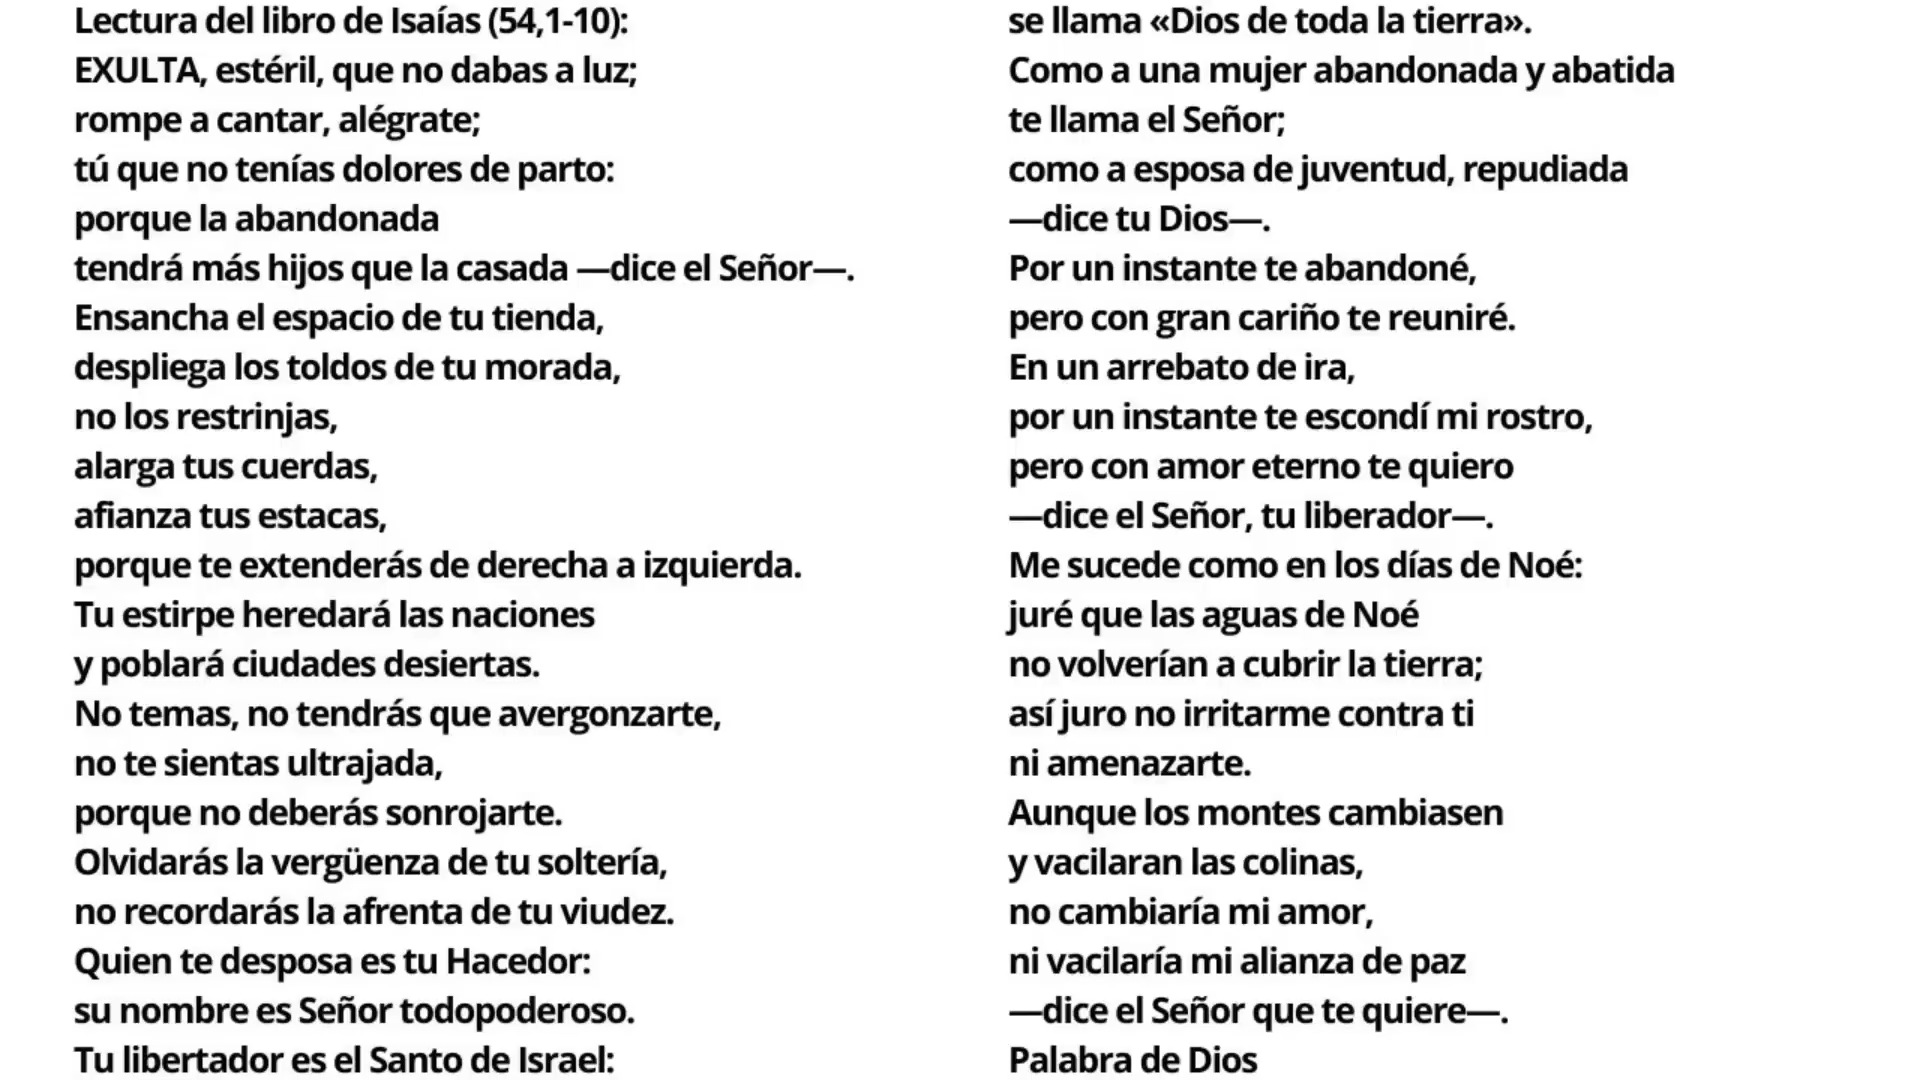 Lectura del libro de Isaías (54,1-10):
EXULTA, estéril, que no dabas a luz;
rompe a cantar, alégrate;
tú que no tenías dolores de parto:
porque la abandonada
tendrá más hijos que la casada —dice el Señor—.
Ensancha el espacio de tu tienda,
despliega los toldos de tu morada,
no los restrinjas,
alarga tus cuerdas,
afianza tus estacas,
porque te extenderás de derecha a izquierda.
Tu estirpe heredará las naciones
y poblará ciudades desiertas.
No temas, no tendrás que avergonzarte,
no te sientas ultrajada,
porque no deberás sonrojarte.
Olvidarás la vergüenza de tu soltería,
no recordarás la afrenta de tu viudez.
Quien te desposa es tu Hacedor:
su nombre es Señor todopoderoso.
Tu libertador es el Santo de Israel:
se llama «Dios de toda la tierra».
Como a una mujer abandonada y abatida
te llama el Señor;
como a esposa de juventud, repudiada
—dice tu Dios—.
Por un instante te abandoné,
pero con gran cariño te reuniré.
En un arrebato de ira,
por un instante te escondí mi rostro,
pero con amor eterno te quiero
—dice el Señor, tu liberador—.
Me sucede como en los días de Noé:
juré que las aguas de Noé
no volverían a cubrir la tierra;
así juro no irritarme contra ti
ni amenazarte.
Aunque los montes cambiasen
y vacilaran las colinas,
no cambiaría mi amor,
ni vacilaría mi alianza de paz
—dice el Señor que te quiere—.
Palabra de Dios